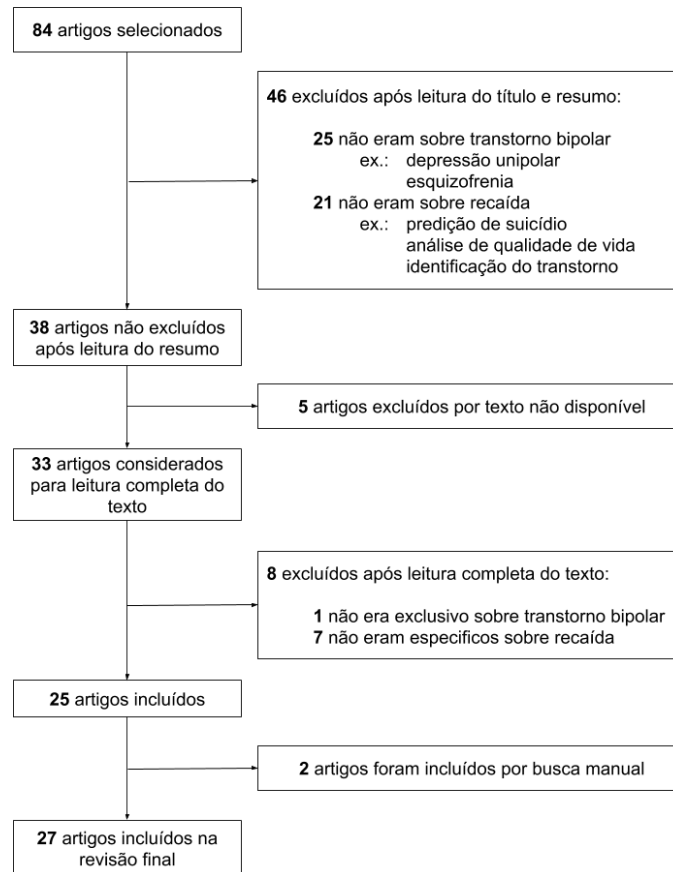 84 artigos selecionados
46 excluídos após leitura do título e resumo:
25 não eram sobre transtorno bipolar
ex.: depressão unipolar
esquizofrenia
21 não eram sobre recaída
ex.: predição de suicídio
análise de qualidade de vida
identificação do transtorno
38 artigos não excluídos
após leitura do resumo
5 artigos excluídos por texto não disponível
33 artigos considerados
para leitura completa do
texto
8 excluídos após leitura completa do texto:
1 não era exclusivo sobre transtorno bipolar
7 não eram especificos sobre recaída
25 artigos incluídos
2 artigos foram incluídos por busca manual
27 artigos incluídos na
revisão final